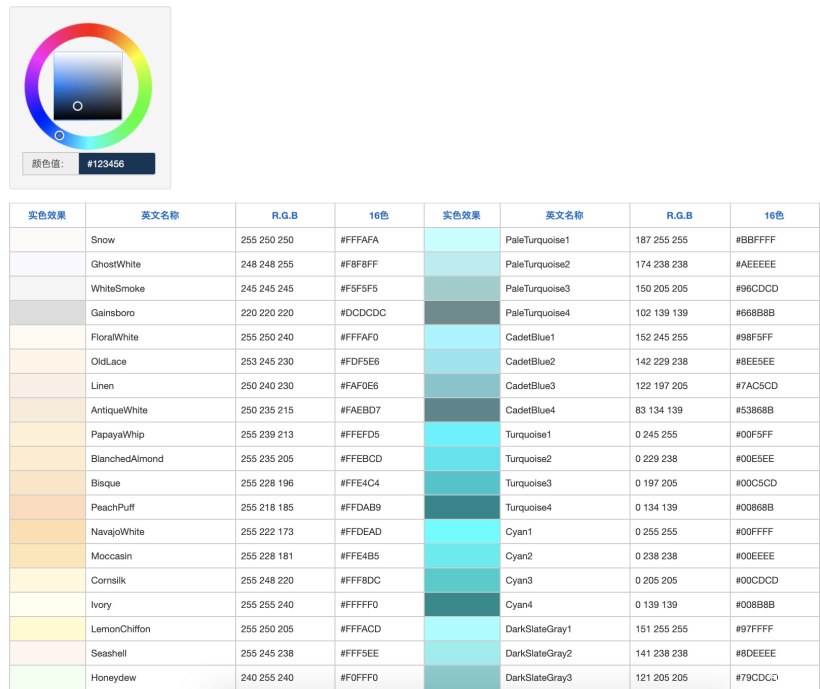 颜色值: #123456
实色效果 英文名称 R.G.B 16色 实色效果 英文名称 R.G.B 16色
Snow 255 250 250 #FFFAFA PaleTurquoise1 187 255 255 #BBFFFF
GhostWhite 248 248 255 #F8F8FF PaleTurquoise2 174 238 238 #AEEEEE
WhiteSmoke 245 245 245 #F5F5F5 PaleTurquoise3 150 205 205 #96CDCD
Gainsboro 220 220 220 #DCDCDC PaleTurquoise4 102 139 139 #668B8B
FloralWhite 255 250 240 #FFFAF0 CadetBlue1 152 245 255 #98F5FF
OldLace 253 245 230 #FDF5E6 CadetBlue2 142 229 238 #8EE5EE
Linen 250 240 230 #FAF0E6 CadetBlue3 122 197 205 #7AC5CD
AntiqueWhite 250 235 215 #FAEBD7 CadetBlue4 83 134 139 #53868B
PapayaWhip 255 239 213 #FFEFD5 Turquoise1 0 245 255 #00F5FF
BlanchedAlmond 255 235 205 #FFEBCD Turquoise2 0 229 238 #00E5EE
Bisque 255 228 196 #FFE4C4 Turquoise3 0 197 205 #00C5CD
PeachPuff 255 218 185 #FFDAB9 Turquoise4 0 134 139 #00868B
NavajoWhite 255 222 173 #FFDEAD Cyan1 0 255 255 #00FFFF
Moccasin 255 228 181 #FFE4B5 Cyan2 0 238 238 #00EEEE
Cornsilk 255 248 220 #FFF8DC Cyan3 0 205 205 #00CDCD
Ivory 255 255 240 #FFFFF0 Cyan4 0 139 139 #008B8B
LemonChiffon 255 250 205 #FFFACD DarkSlateGray1 151 255 255 #97FFFF
Seashell 255 245 238 #FFF5EE DarkSlateGray2 141 238 238 #8DEEEE
Honeydew 240 255 240 #F0FFF0 DarkSlateGray3 121 205 205